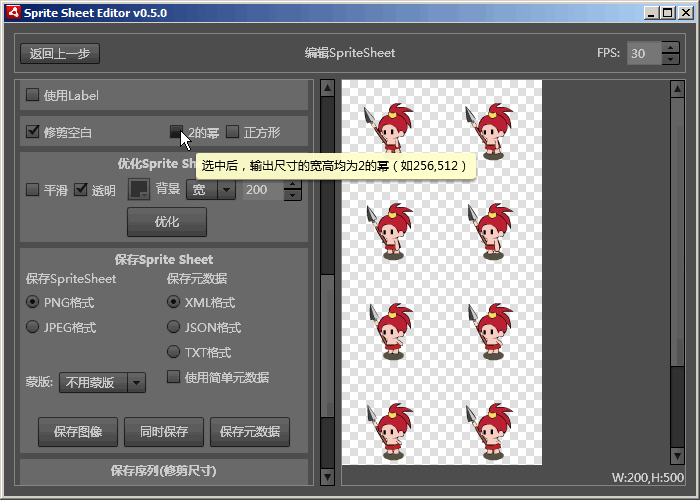 Sprite Sheet Editor v0.5.0
返回上一步
编辑SpriteSheet
FPS: 30
使用Label
修剪空白 2的幂 正方形
选中后，输出尺寸的宽高均为2的幂（如256,512）
优化Sprite Sh
平滑 透明 背景 宽 200
优化
保存Sprite Sheet
保存SpriteSheet 保存元数据
PNG格式 XML格式
JPEG格式 JSON格式
TXT格式
蒙版: 不用蒙版 使用简单元数据
保存图像 同时保存 保存元数据
保存序列(修剪尺寸)
W:200,H:500